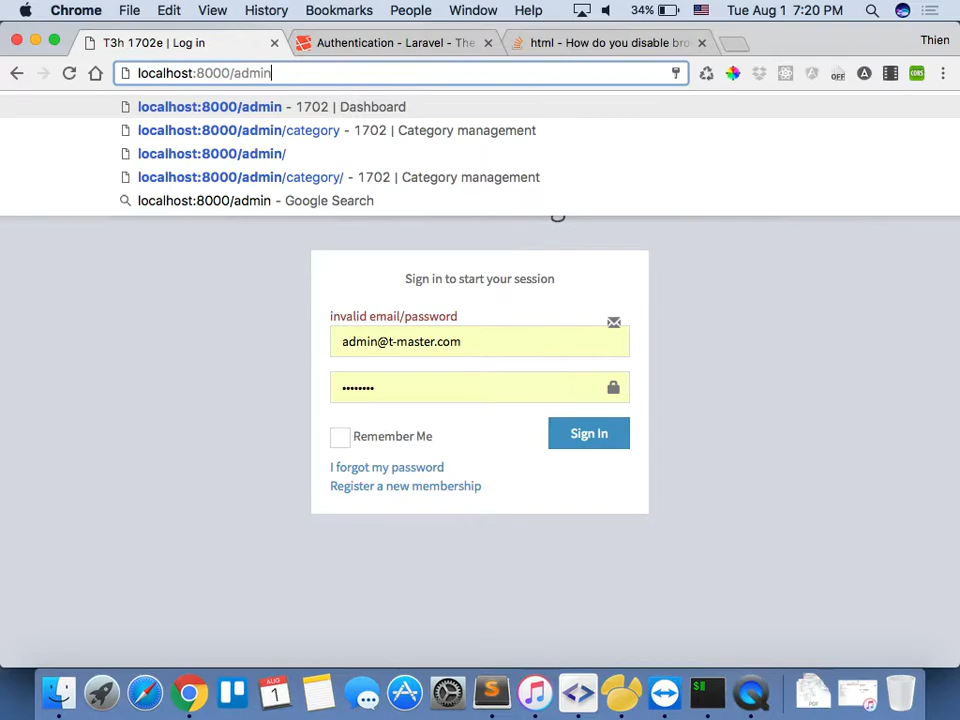 Chrome File Edit View History Bookmarks People Window Help 34% Tue Aug 1 7:20 PM
T3h 1702e | Log in
Authentication - Laravel - The
html - How do you disable bro
Thien
localhost:8000/admin
OFF
CORS
localhost:8000/admin - 1702 | Dashboard
localhost:8000/admin/category - 1702 | Category management
localhost:8000/admin/
localhost:8000/admin/category/ - 1702 | Category management
localhost:8000/admin - Google Search
Sign in to start your session
invalid email/password
admin@t-master.com
••••••••
Remember Me
Sign In
I forgot my password
Register a new membership
AUG
1